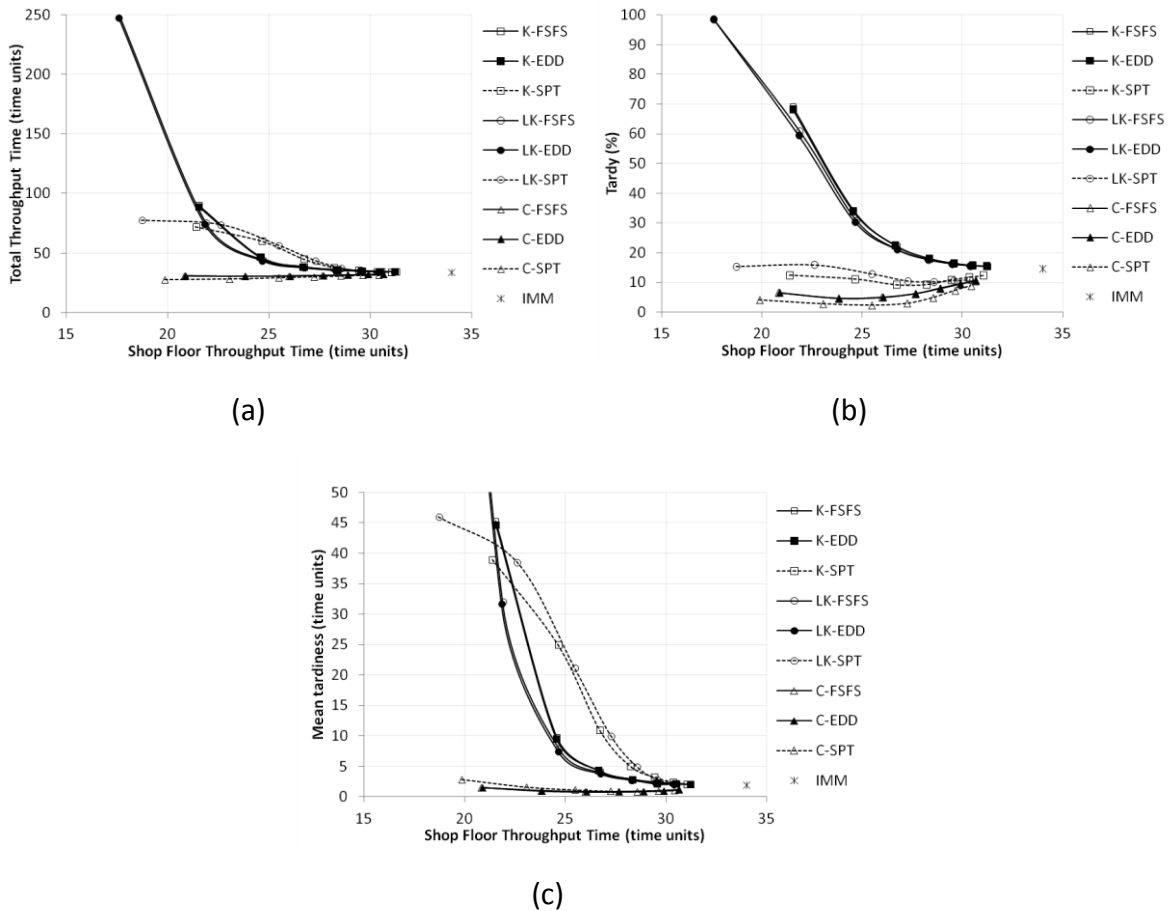 250
200
150
100
50
0
15
20
25
30
35
Total Throughput Time (time units)
Shop Floor Throughput Time (time units)
K-FSFS
K-EDD
K-SPT
LK-FSFS
LK-EDD
LK-SPT
C-FSFS
C-EDD
C-SPT
IMM
(a)
100
90
80
70
60
50
40
30
20
10
0
15
20
25
30
35
Tardy (%)
Shop Floor Throughput Time (time units)
K-FSFS
K-EDD
K-SPT
LK-FSFS
LK-EDD
LK-SPT
C-FSFS
C-EDD
C-SPT
IMM
(b)
50
45
40
35
30
25
20
15
10
5
0
15
20
25
30
35
Mean tardiness (time units)
Shop Floor Throughput Time (time units)
K-FSFS
K-EDD
K-SPT
LK-FSFS
LK-EDD
LK-SPT
C-FSFS
C-EDD
C-SPT
IMM
(c)